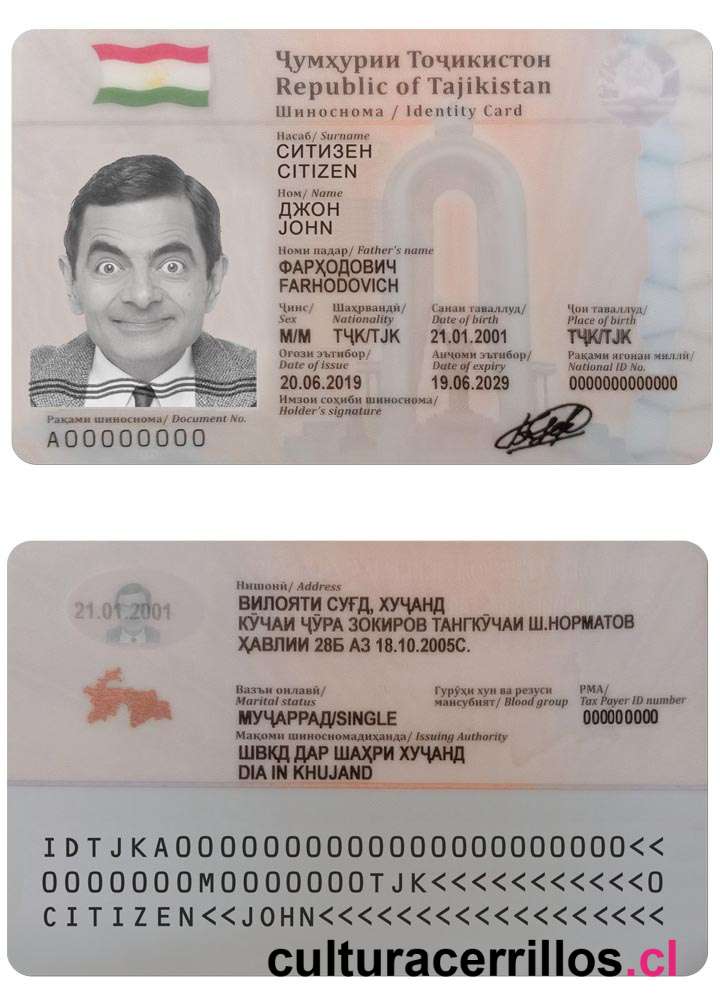 Ҷумҳурии Тоҷикистон
Republic of Tajikistan
Шиноснома / Identity Card
Насаб/ Surname
СИТИЗЕН
CITIZEN
Ном/ Name
ДЖОН
JOHN
Номи падар/ Father's name
ФАРҲОДОВИЧ
FARHODOVICH
Ҷинс/ Шаҳрвандӣ/ Санаи таваллуд/ Ҷои таваллуд/
Sex Nationality Date of birth Place of birth
М/M ТҶК/TJK 21.01.2001 ТҶК/TJK
Оғози эътибор/ Анҷоми эътибор/ Рақами ягонаи миллӣ/
Date of issue Date of expiry National ID No.
20.06.2019 19.06.2029 0000000000000
Имзои соҳиби шиноснома/
Holder's signature
Рақами шиноснома/ Document No.
A00000000
Нишонӣ/ Address
21.01.2001
ВИЛОЯТИ СУҒД, ХУҶАНД
КӮЧАИ ҶӮРА ЗОКИРОВ ТАНГКӮЧАИ Ш.НОРМАТОВ
ҲАВЛИИ 28Б АЗ 18.10.2005С.
Вазъи оилавӣ/ Гурӯҳи хун ва резуси РМА/
Marital status мансубият/ Blood group Tax Payer ID number
МУҶАРРАД/SINGLE 000000000
Мақоми шиносномадиҳанда/ Issuing Authority
ШВКД ДАР ШАҲРИ ХУҶАНД
DIA IN KHUJAND
IDTJKA00000000000000000000000<<
0000000M0000000TJK<<<<<<<<<<<0
CITIZEN<<JOHN<<<<<<<<<<<<<<<<<
culturacerrillos.cl